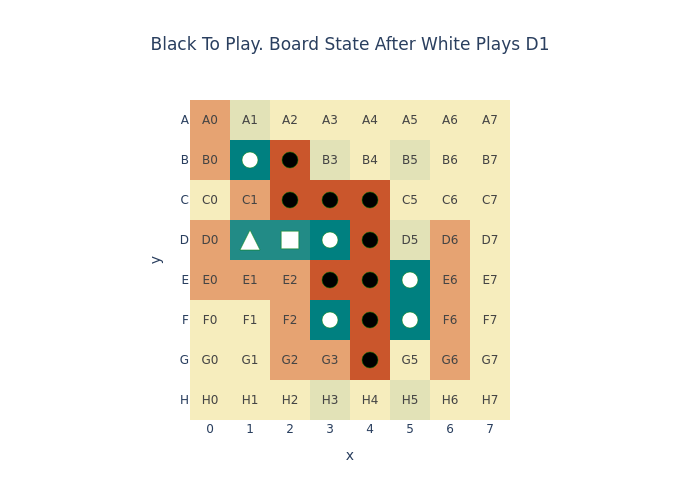 Black To Play. Board State After White Plays D1
A A0 A1 A2 A3 A4 A5 A6 A7
B B0 B3 B4 B5 B6 B7
C C0 C1 C5 C6 C7
D D0 D5 D6 D7
E E0 E1 E2 E6 E7
F F0 F1 F2 F6 F7
G G0 G1 G2 G3 G5 G6 G7
H H0 H1 H2 H3 H4 H5 H6 H7
0 1 2 3 4 5 6 7
x
y